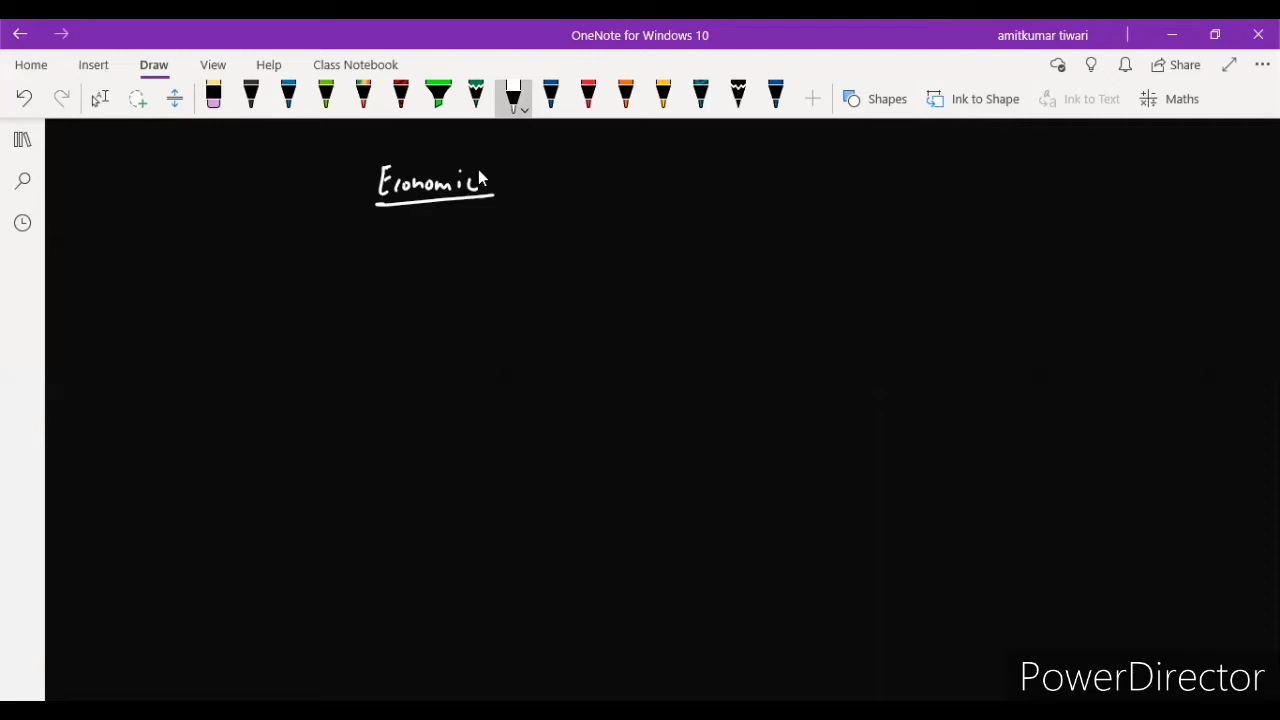 OneNote for Windows 10
amitkumar tiwari
Home Insert Draw View Help Class Notebook Share
Shapes Ink to Shape Ink to Text Maths
Economic
PowerDirector